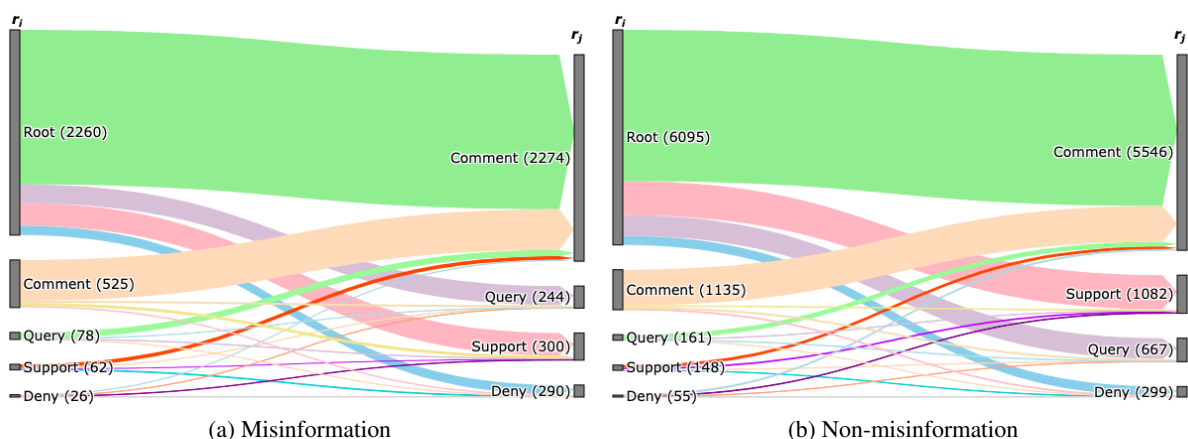 r_i
r_j
Root (2260)
Comment (2274)
Comment (525)
Query (244)
Query (78)
Support (300)
Support (62)
Deny (290)
Deny (26)
(a) Misinformation
r_i
r_j
Root (6095)
Comment (5546)
Comment (1135)
Support (1082)
Query (161)
Query (667)
Support (148)
Deny (299)
Deny (55)
(b) Non-misinformation